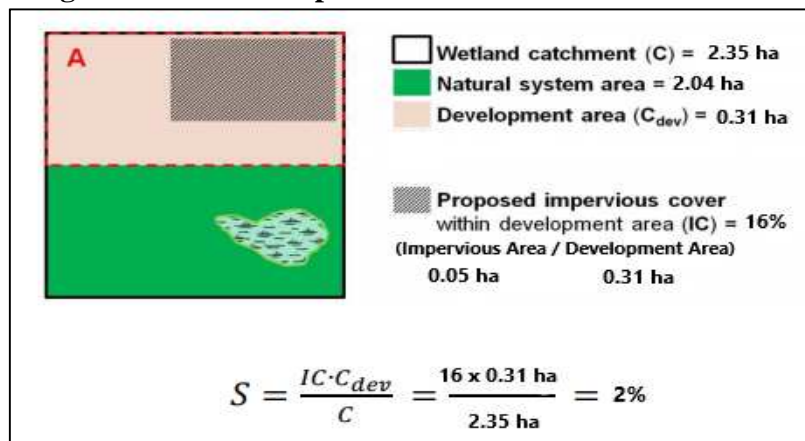 A
Wetland catchment (C) = 2.35 ha
Natural system area = 2.04 ha
Development area (C_dev) = 0.31 ha
Proposed impervious cover
within development area (IC) = 16%
(Impervious Area / Development Area)
0.05 ha 0.31 ha
S = IC·C_dev / C = 16 x 0.31 ha / 2.35 ha = 2%